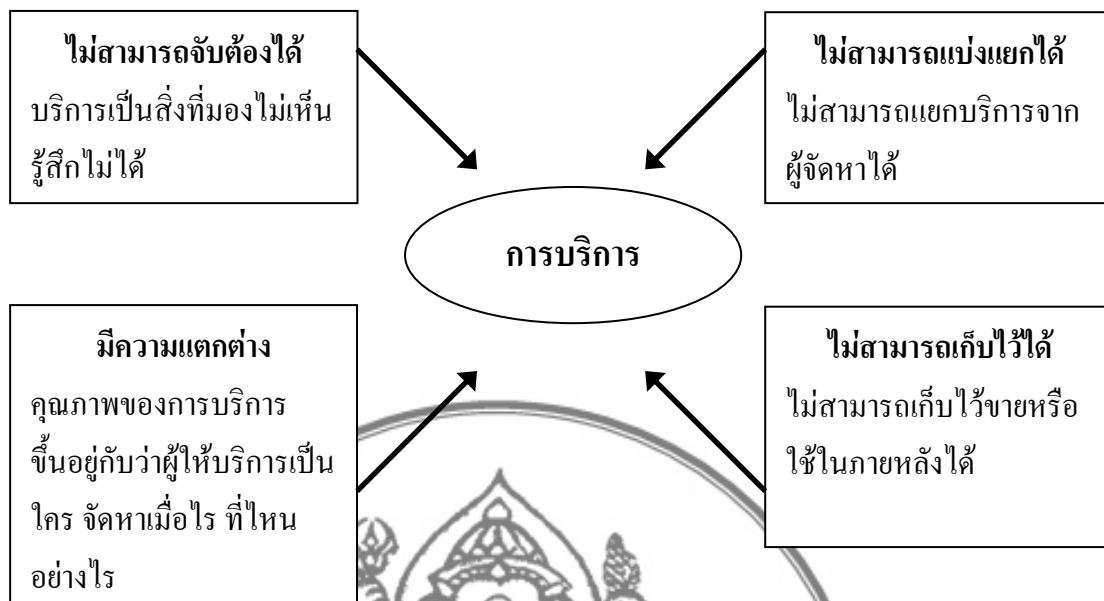 ไม่สามารถจับต้องได้
บริการเป็นสิ่งที่มองไม่เห็น
รู้สึกไม่ได้
ไม่สามารถแบ่งแยกได้
ไม่สามารถแยกบริการจาก
ผู้จัดหาได้
การบริการ
มีความแตกต่าง
คุณภาพของการบริการ
ขึ้นอยู่กับว่าผู้ให้บริการเป็น
ใคร จัดหาเมื่อไร ที่ไหน
อย่างไร
ไม่สามารถเก็บไว้ได้
ไม่สามารถเก็บไว้ขายหรือ
ใช้ในภายหลังได้